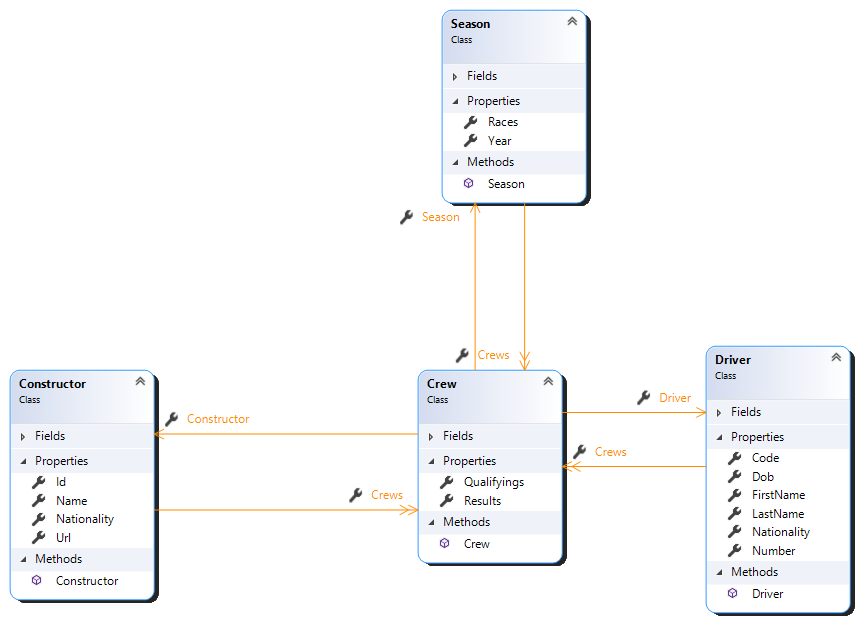 Season
Class
Fields
Properties
Races
Year
Methods
Season
Season
Crews
Constructor
Class
Fields
Properties
Id
Name
Nationality
Url
Methods
Constructor
Constructor
Crews
Crew
Class
Fields
Properties
Qualifyings
Results
Methods
Crew
Driver
Crews
Driver
Class
Fields
Properties
Code
Dob
FirstName
LastName
Nationality
Number
Methods
Driver